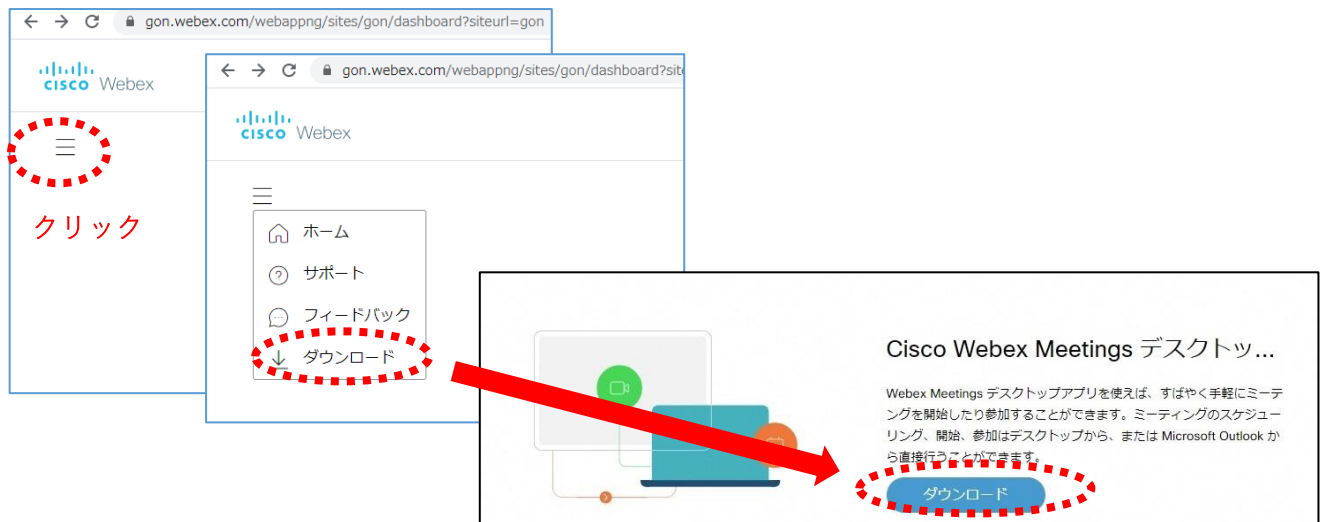 gon.webex.com/webappng/sites/gon/dashboard?siteurl=gon
CISCO Webex
クリック
gon.webex.com/webappng/sites/gon/dashboard?site
CISCO Webex
ホーム
サポート
フィードバック
ダウンロード
Cisco Webex Meetings デスクトッ...
Webex Meetings デスクトップアプリを使えば、すばやく手軽にミーテ
ィングを開始したり参加することができます。ミーティングのスケジュー
リング、開始、参加はデスクトップから、または Microsoft Outlook か
ら直接行うことができます。
ダウンロード